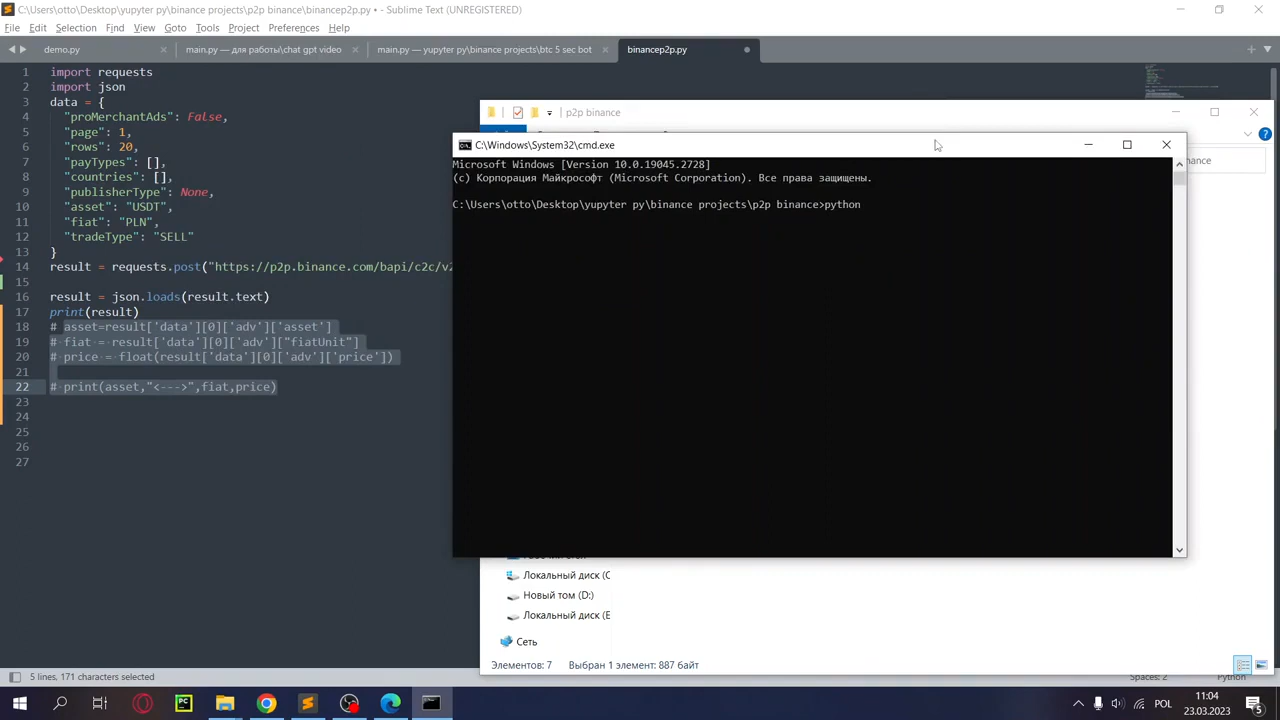 C:\Users\otto\Desktop\yupyter py\binance projects\p2p binance\binancep2p.py • - Sublime Text (UNREGISTERED)
File Edit Selection Find View Goto Tools Project Preferences Help
demo.py main.py — для работы\chat gpt video main.py — yupyter py\binance projects\btc 5 sec bot binancep2p.py
1 import requests
2 import json
3 data = {
4 "proMerchantAds": False,
5 "page": 1,
6 "rows": 20,
7 "payTypes": [],
8 "countries": [],
9 "publisherType": None,
10 "asset": "USDT",
11 "fiat": "PLN",
12 "tradeType": "SELL"
13 }
14 result = requests.post("https://p2p.binance.com/bapi/c2c/v2
15
16 result = json.loads(result.text)
17 print(result)
18 # asset=result['data'][0]['adv']['asset']
19 # fiat = result['data'][0]['adv']["fiatUnit"]
20 # price = float(result['data'][0]['adv']['price'])
21
22 # print(asset,"<--->",fiat,price)
23
24
25
26
27
p2p binance
nance
C:\Windows\System32\cmd.exe
Microsoft Windows [Version 10.0.19045.2728]
(c) Корпорация Майкрософт (Microsoft Corporation). Все права защищены.
C:\Users\otto\Desktop\yupyter py\binance projects\p2p binance>python
Локальный диск (C
Новый том (D:)
Локальный диск (E
Сеть
Элементов: 7 Выбран 1 элемент: 887 байт
5 lines, 171 characters selected
Spaces: 2 Python
ПОЛ
11:04
23.03.2023
5